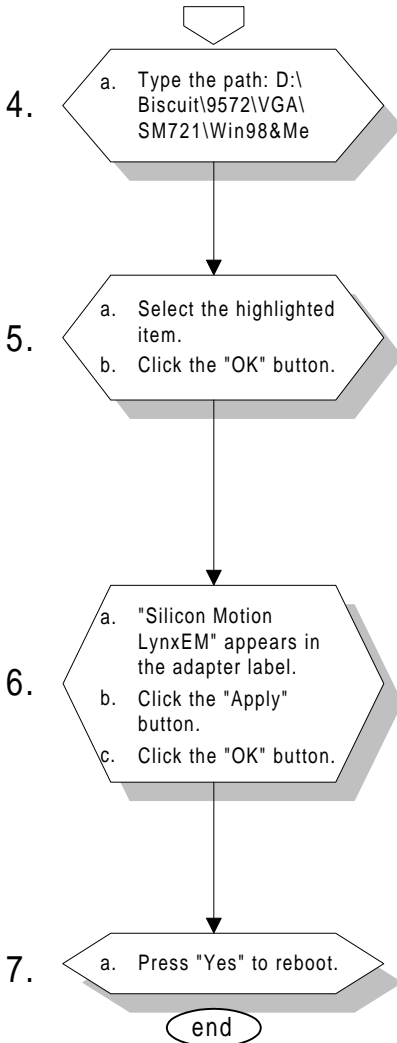 4.
a. Type the path: D:\
Biscuit\9572\VGA\
SM721\Win98&Me
5.
a. Select the highlighted
item.
b. Click the "OK" button.
6.
a. "Silicon Motion
LynxEM" appears in
the adapter label.
b. Click the "Apply"
button.
c. Click the "OK" button.
7.
a. Press "Yes" to reboot.
end